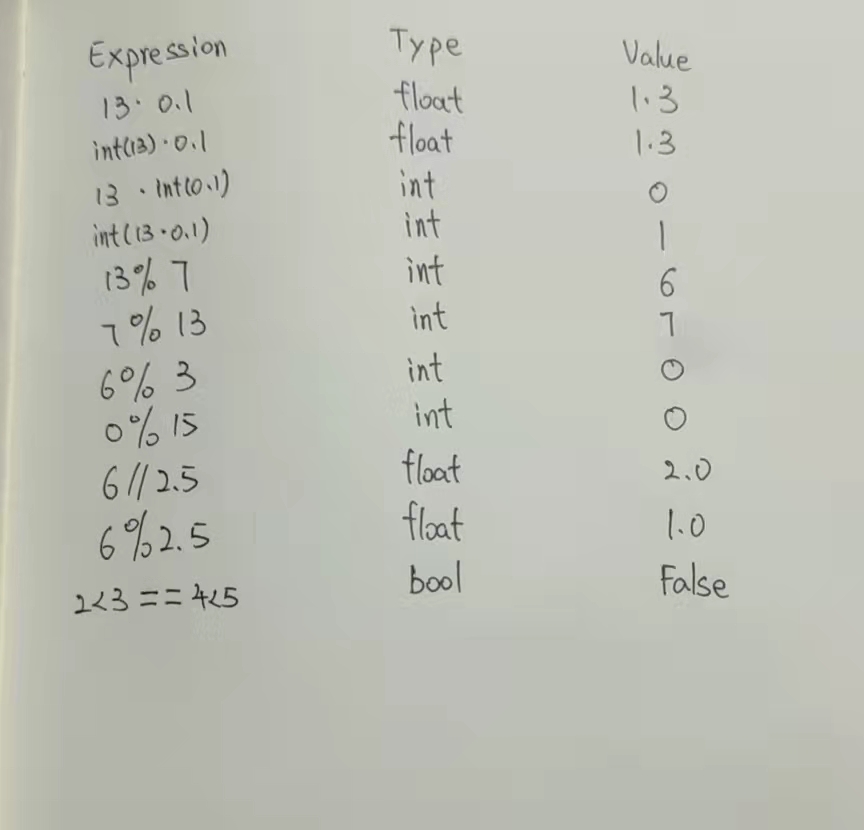 Expression Type Value
13 · 0.1 float 1.3
int(13) · 0.1 float 1.3
13 · int(0.1) int 0
int(13 · 0.1) int 1
13 % 7 int 6
7 % 13 int 7
6 % 3 int 0
0 % 15 int 0
6 // 2.5 float 2.0
6 % 2.5 float 1.0
2<3 == 4<5 bool False